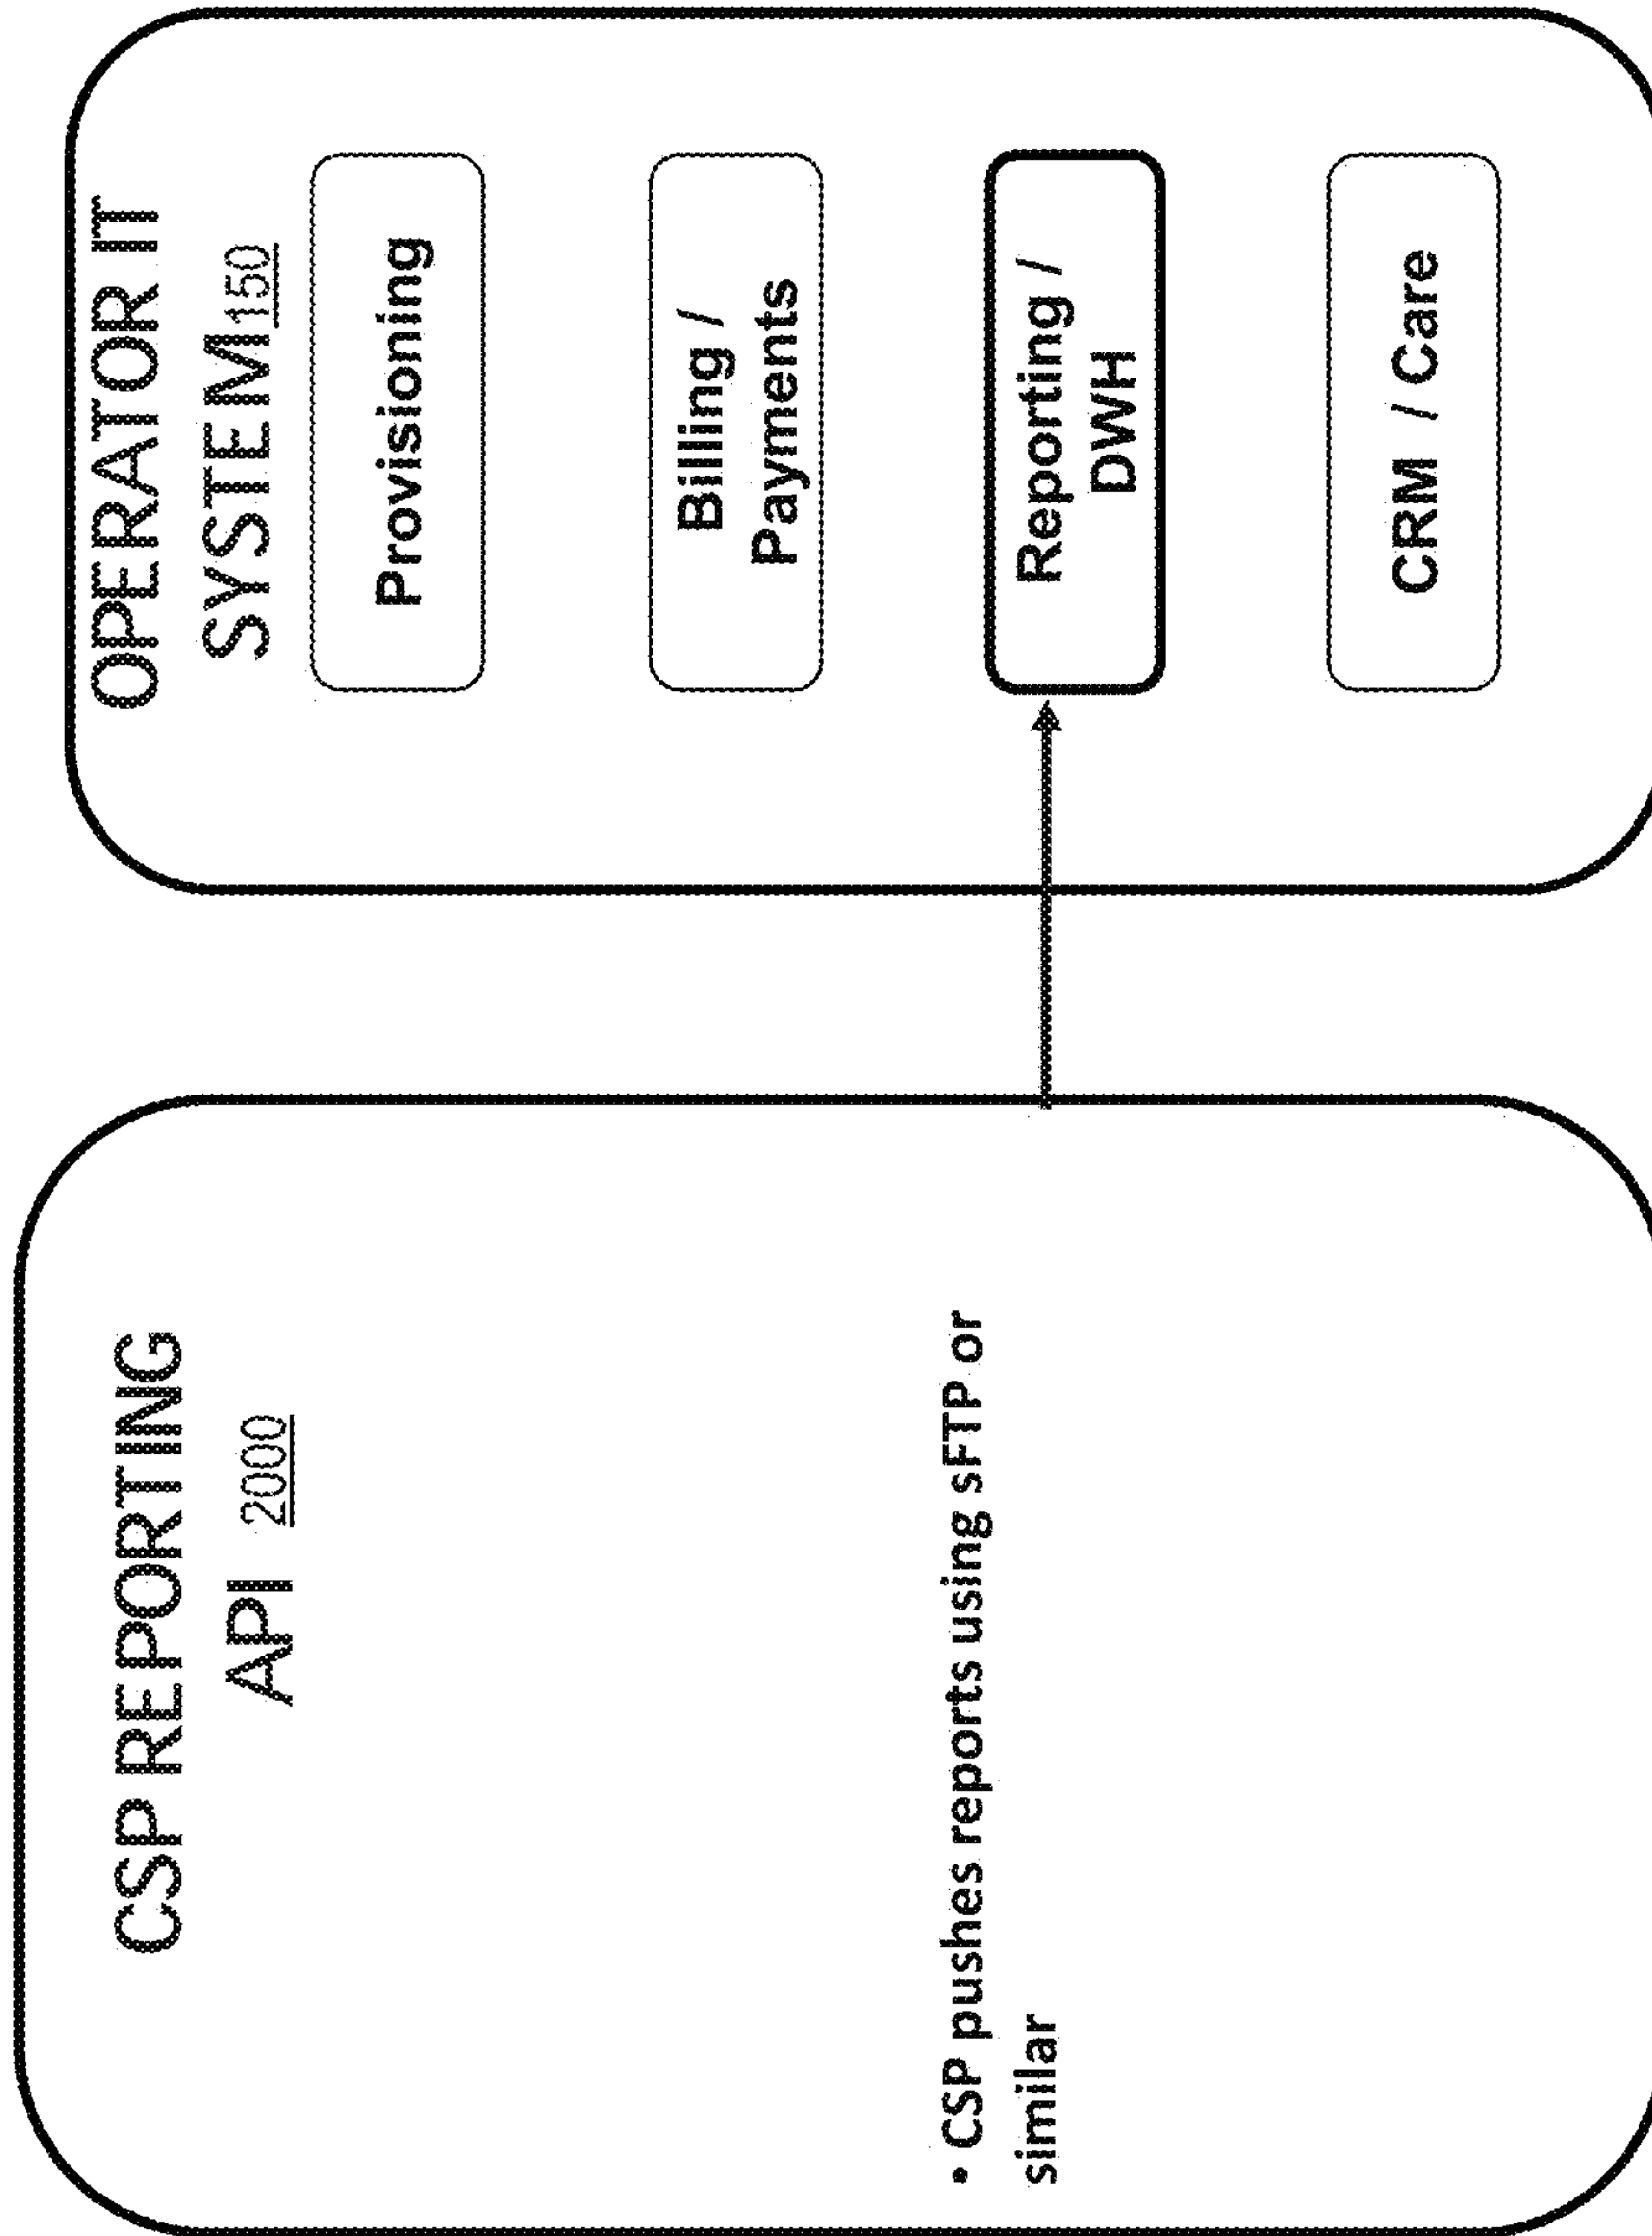 CSP REPORTING
API 2000
• CSP pushes reports using sFTP or
similar
OPERATOR IT
SYSTEM 150
Provisioning
Billing /
Payments
Reporting /
DWH
CRM / Care